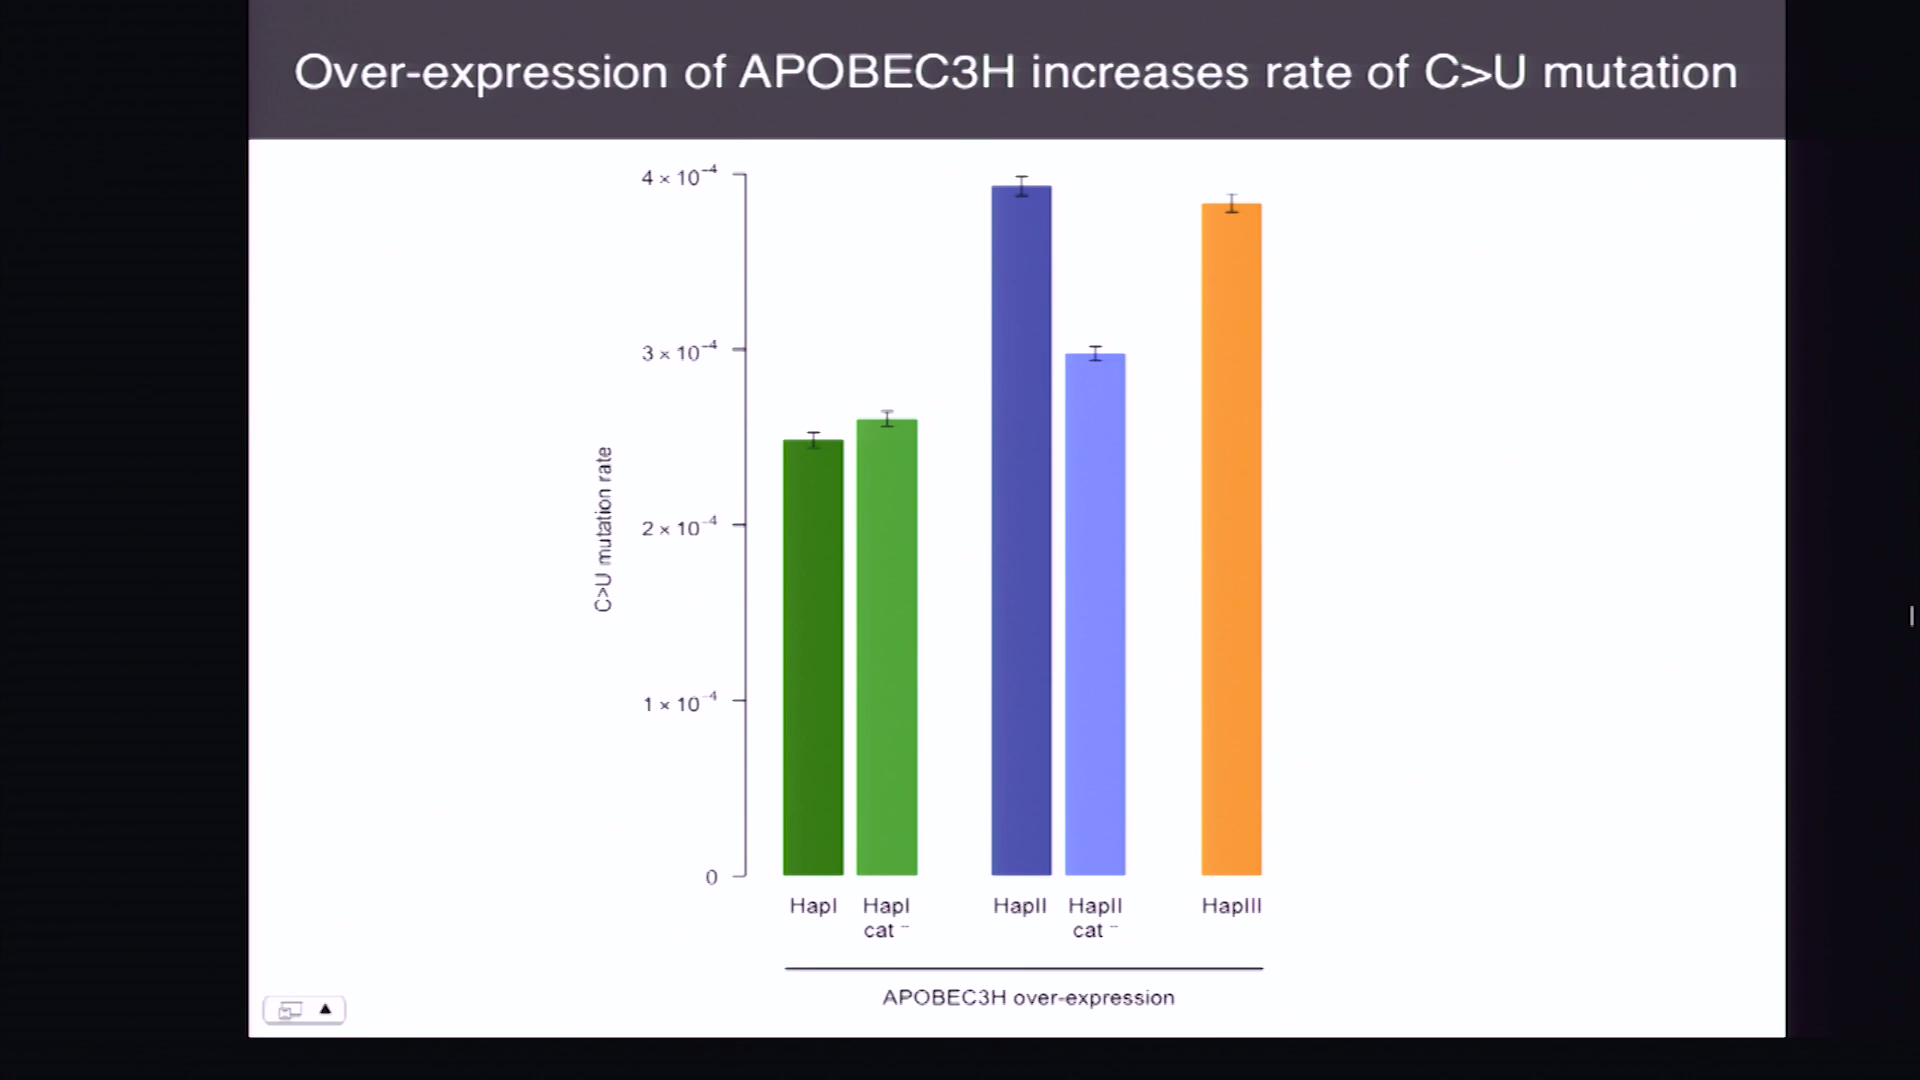 Over-expression of APOBEC3H increases rate of C>U mutation
4 × 10⁻⁴
3 × 10⁻⁴
2 × 10⁻⁴
1 × 10⁻⁴
0
C>U mutation rate
HapI
HapI
cat ⁻
HapII
HapII
cat ⁻
HapIII
APOBEC3H over-expression